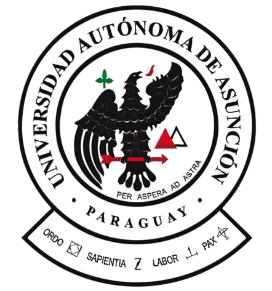 UNIVERSIDAD AUTÓNOMA DE ASUNCIÓN
PER ASPERA AD ASTRA
• PARAGUAY •
ORDO SAPIENTIA Z LABOR PAX